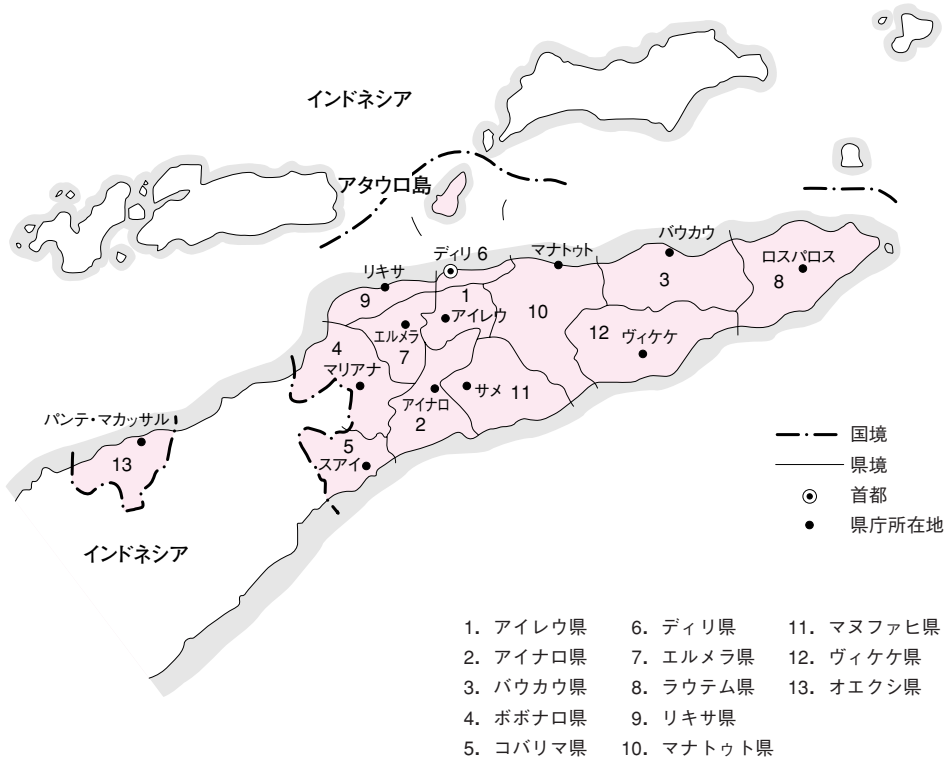 インドネシア
アタウロ島
ディリ 6
マナトゥト
バウカウ
ロスパロス
8
リキサ
9
1
アイレウ
10
3
エルメラ
7
12
ヴィケケ
4
マリアナ
アイナロ
2
サメ
11
5
スアイ
パンテ・マカッサル
13
インドネシア
国境
県境
首都
県庁所在地
1. アイレウ県
2. アイナロ県
3. バウカウ県
4. ボボナロ県
5. コバリマ県
6. ディリ県
7. エルメラ県
8. ラウテム県
9. リキサ県
10. マナトゥト県
11. マヌファヒ県
12. ヴィケケ県
13. オエクシ県